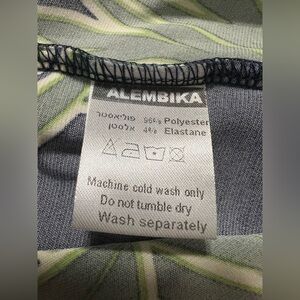 ALEMBIKA
פוליאסטר 96% Polyester
אלסטן 4% Elastane
Machine cold wash only
Do not tumble dry
Wash separately